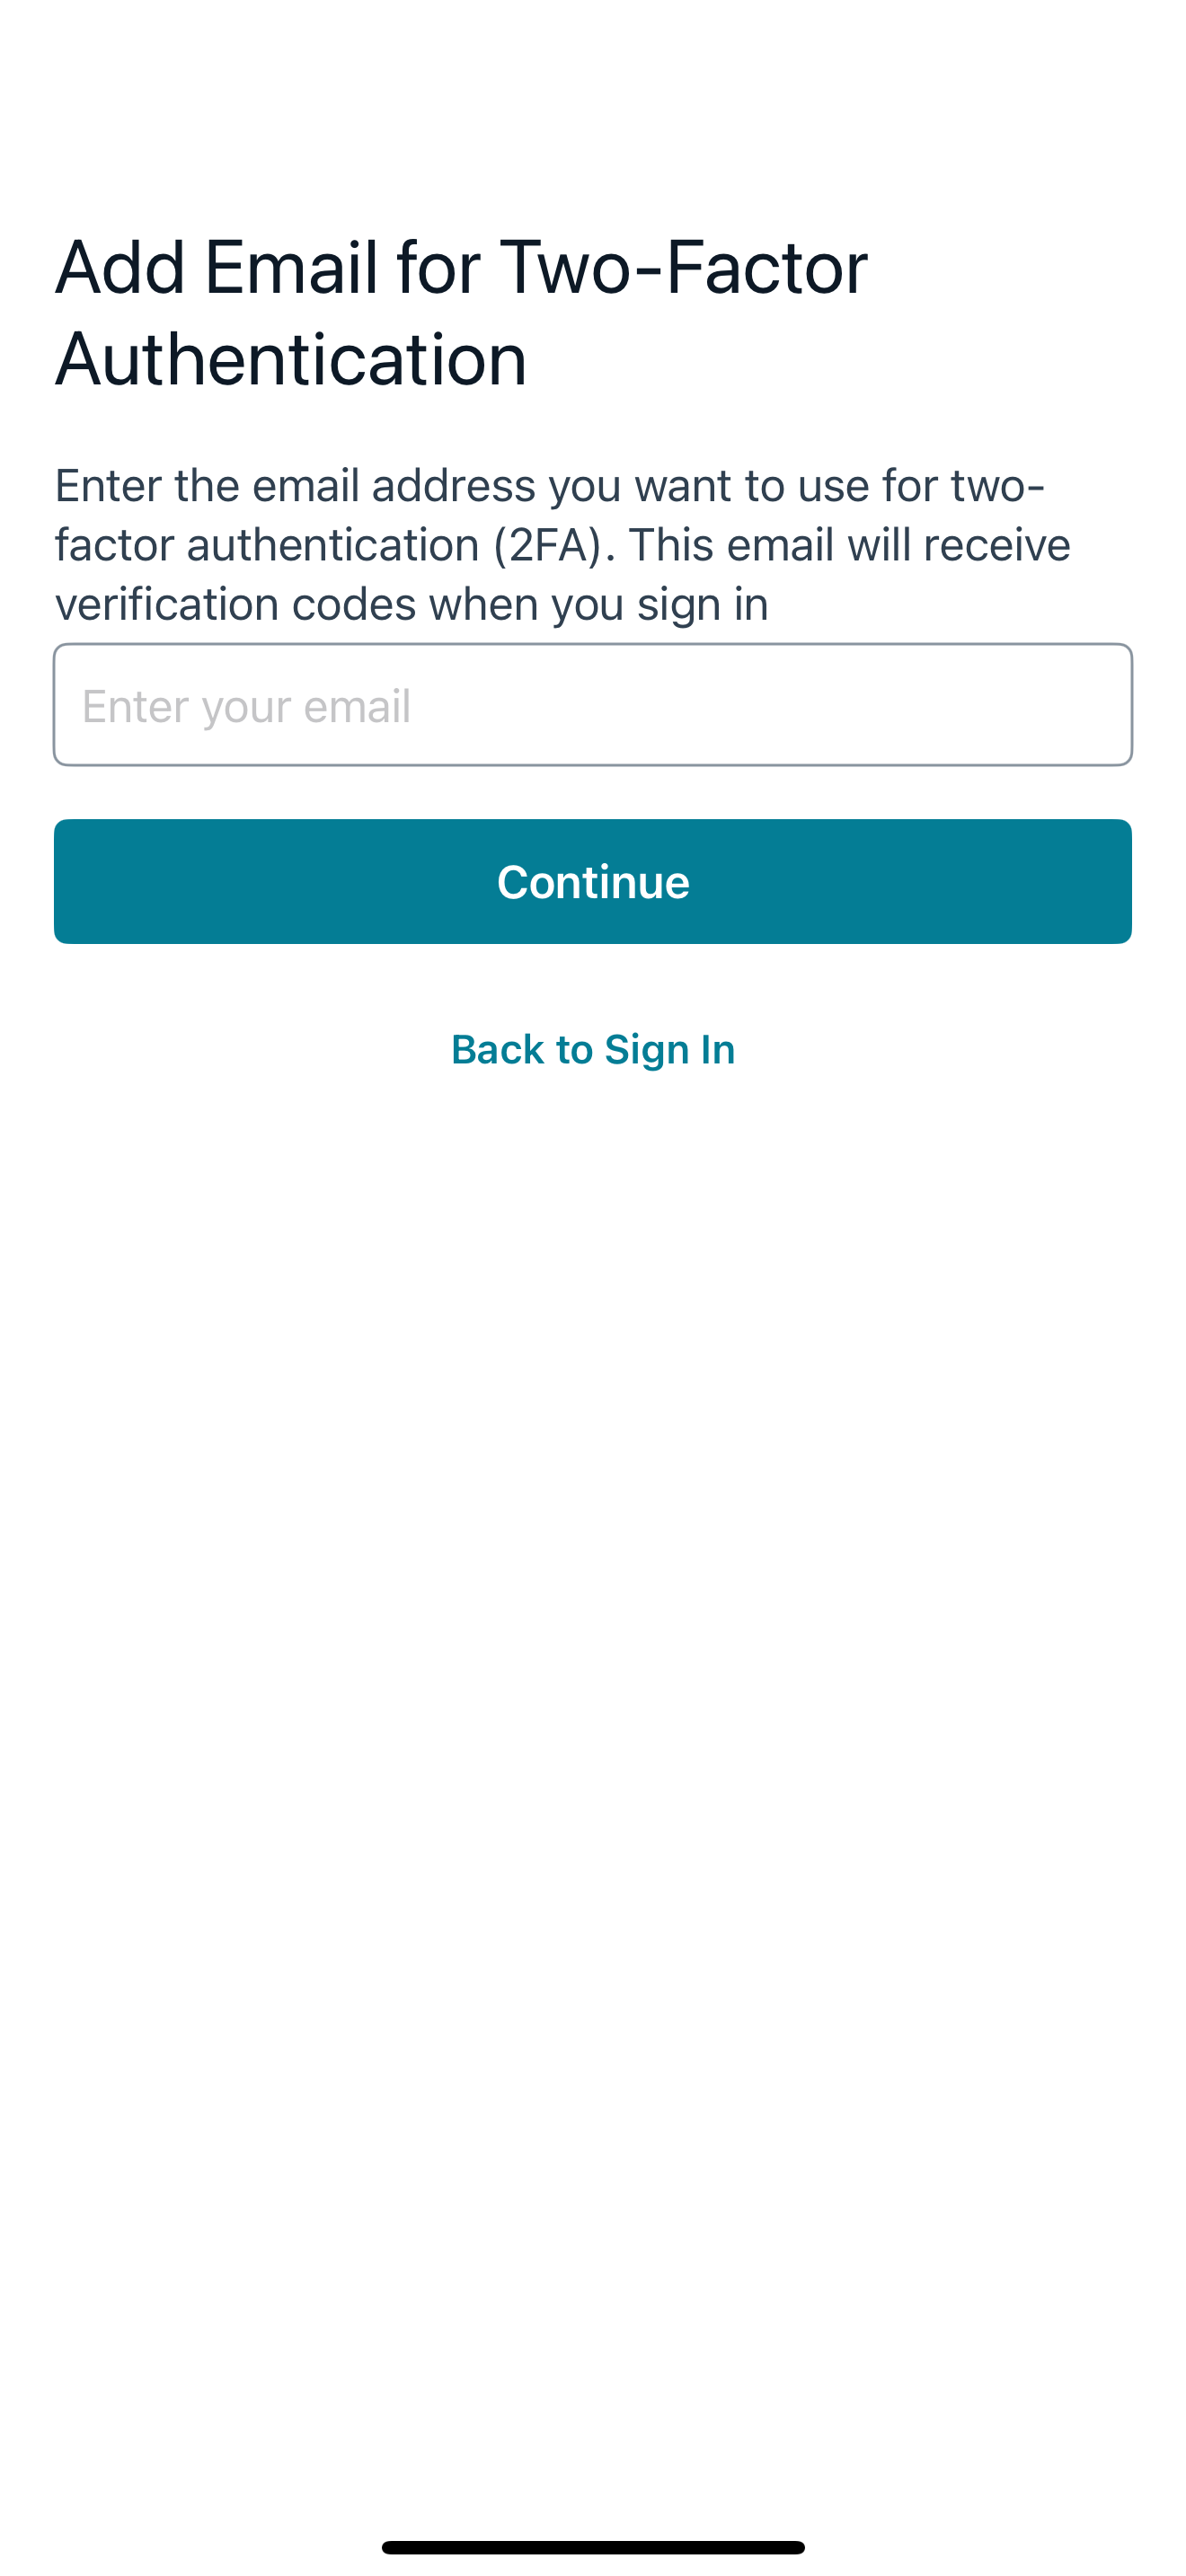 Add Email for Two-Factor
Authentication
Enter the email address you want to use for two-
factor authentication (2FA). This email will receive
verification codes when you sign in
Enter your email
Continue
Back to Sign In